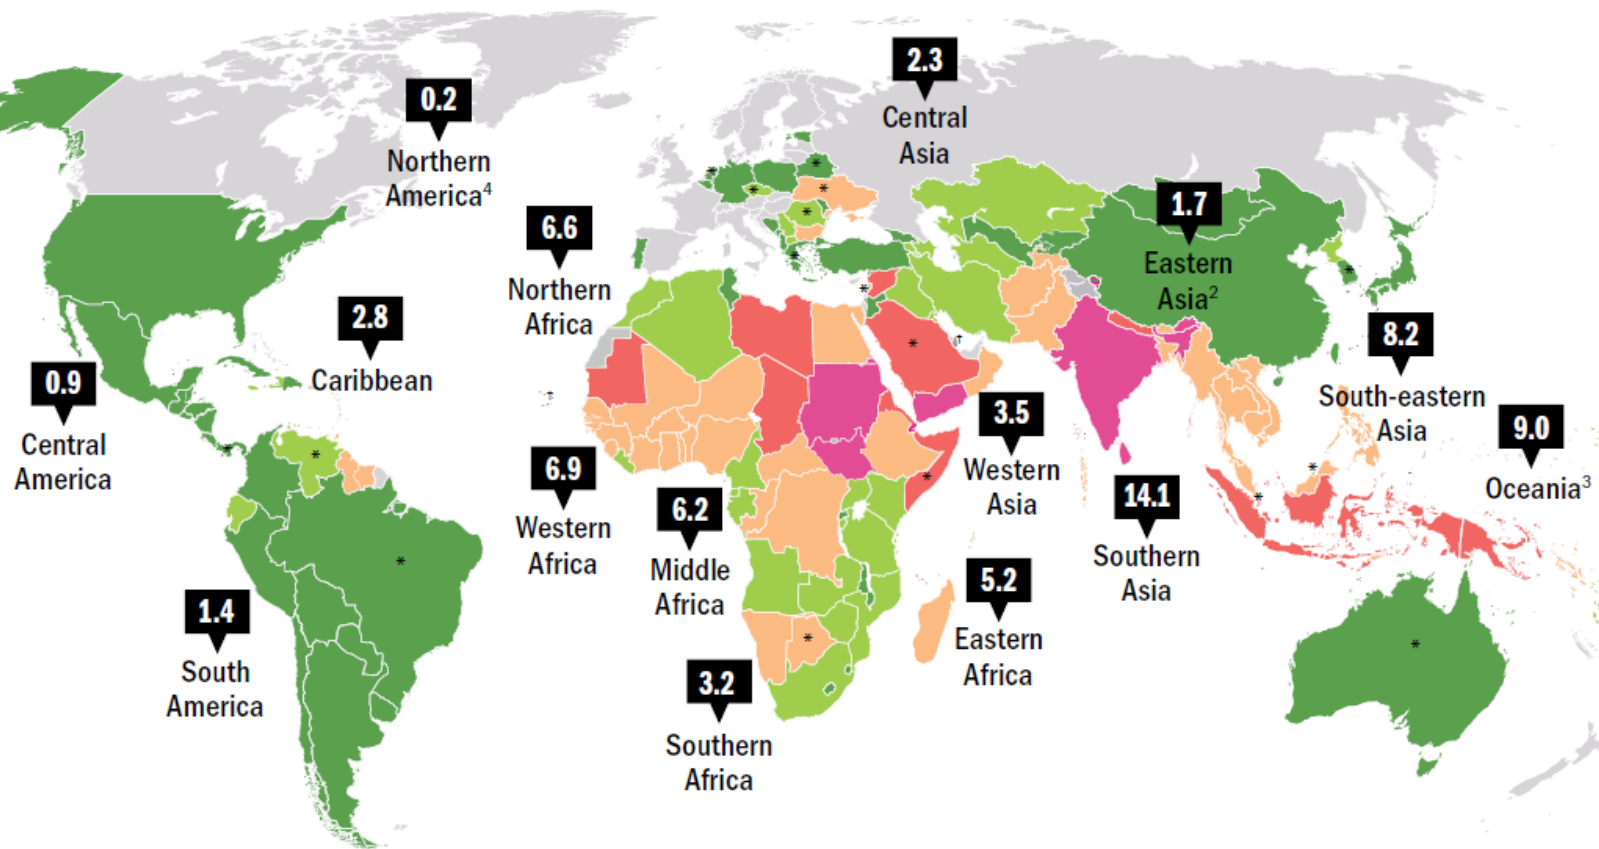 2.3
Central
Asia
0.2
Northern
America⁴
1.7
Eastern
Asia²
6.6
Northern
Africa
2.8
Caribbean
0.9
Central
America
8.2
South-eastern
Asia
3.5
Western
Asia
9.0
Oceania³
6.9
Western
Africa
6.2
Middle
Africa
14.1
Southern
Asia
5.2
Eastern
Africa
1.4
South
America
3.2
Southern
Africa